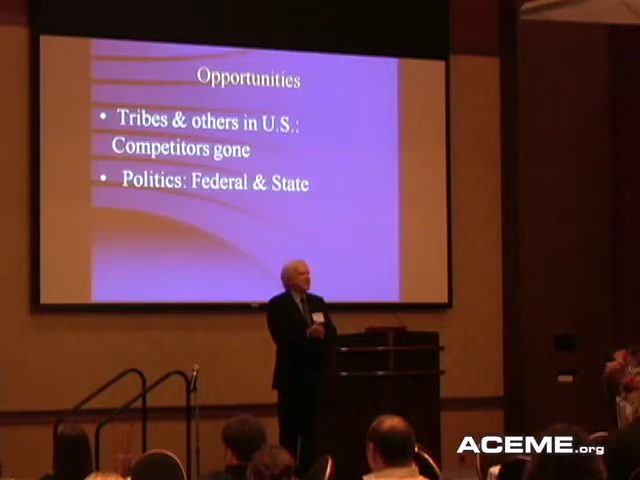 Opportunities
• Tribes & others in U.S.:
Competitors gone
• Politics: Federal & State
ACEME.org